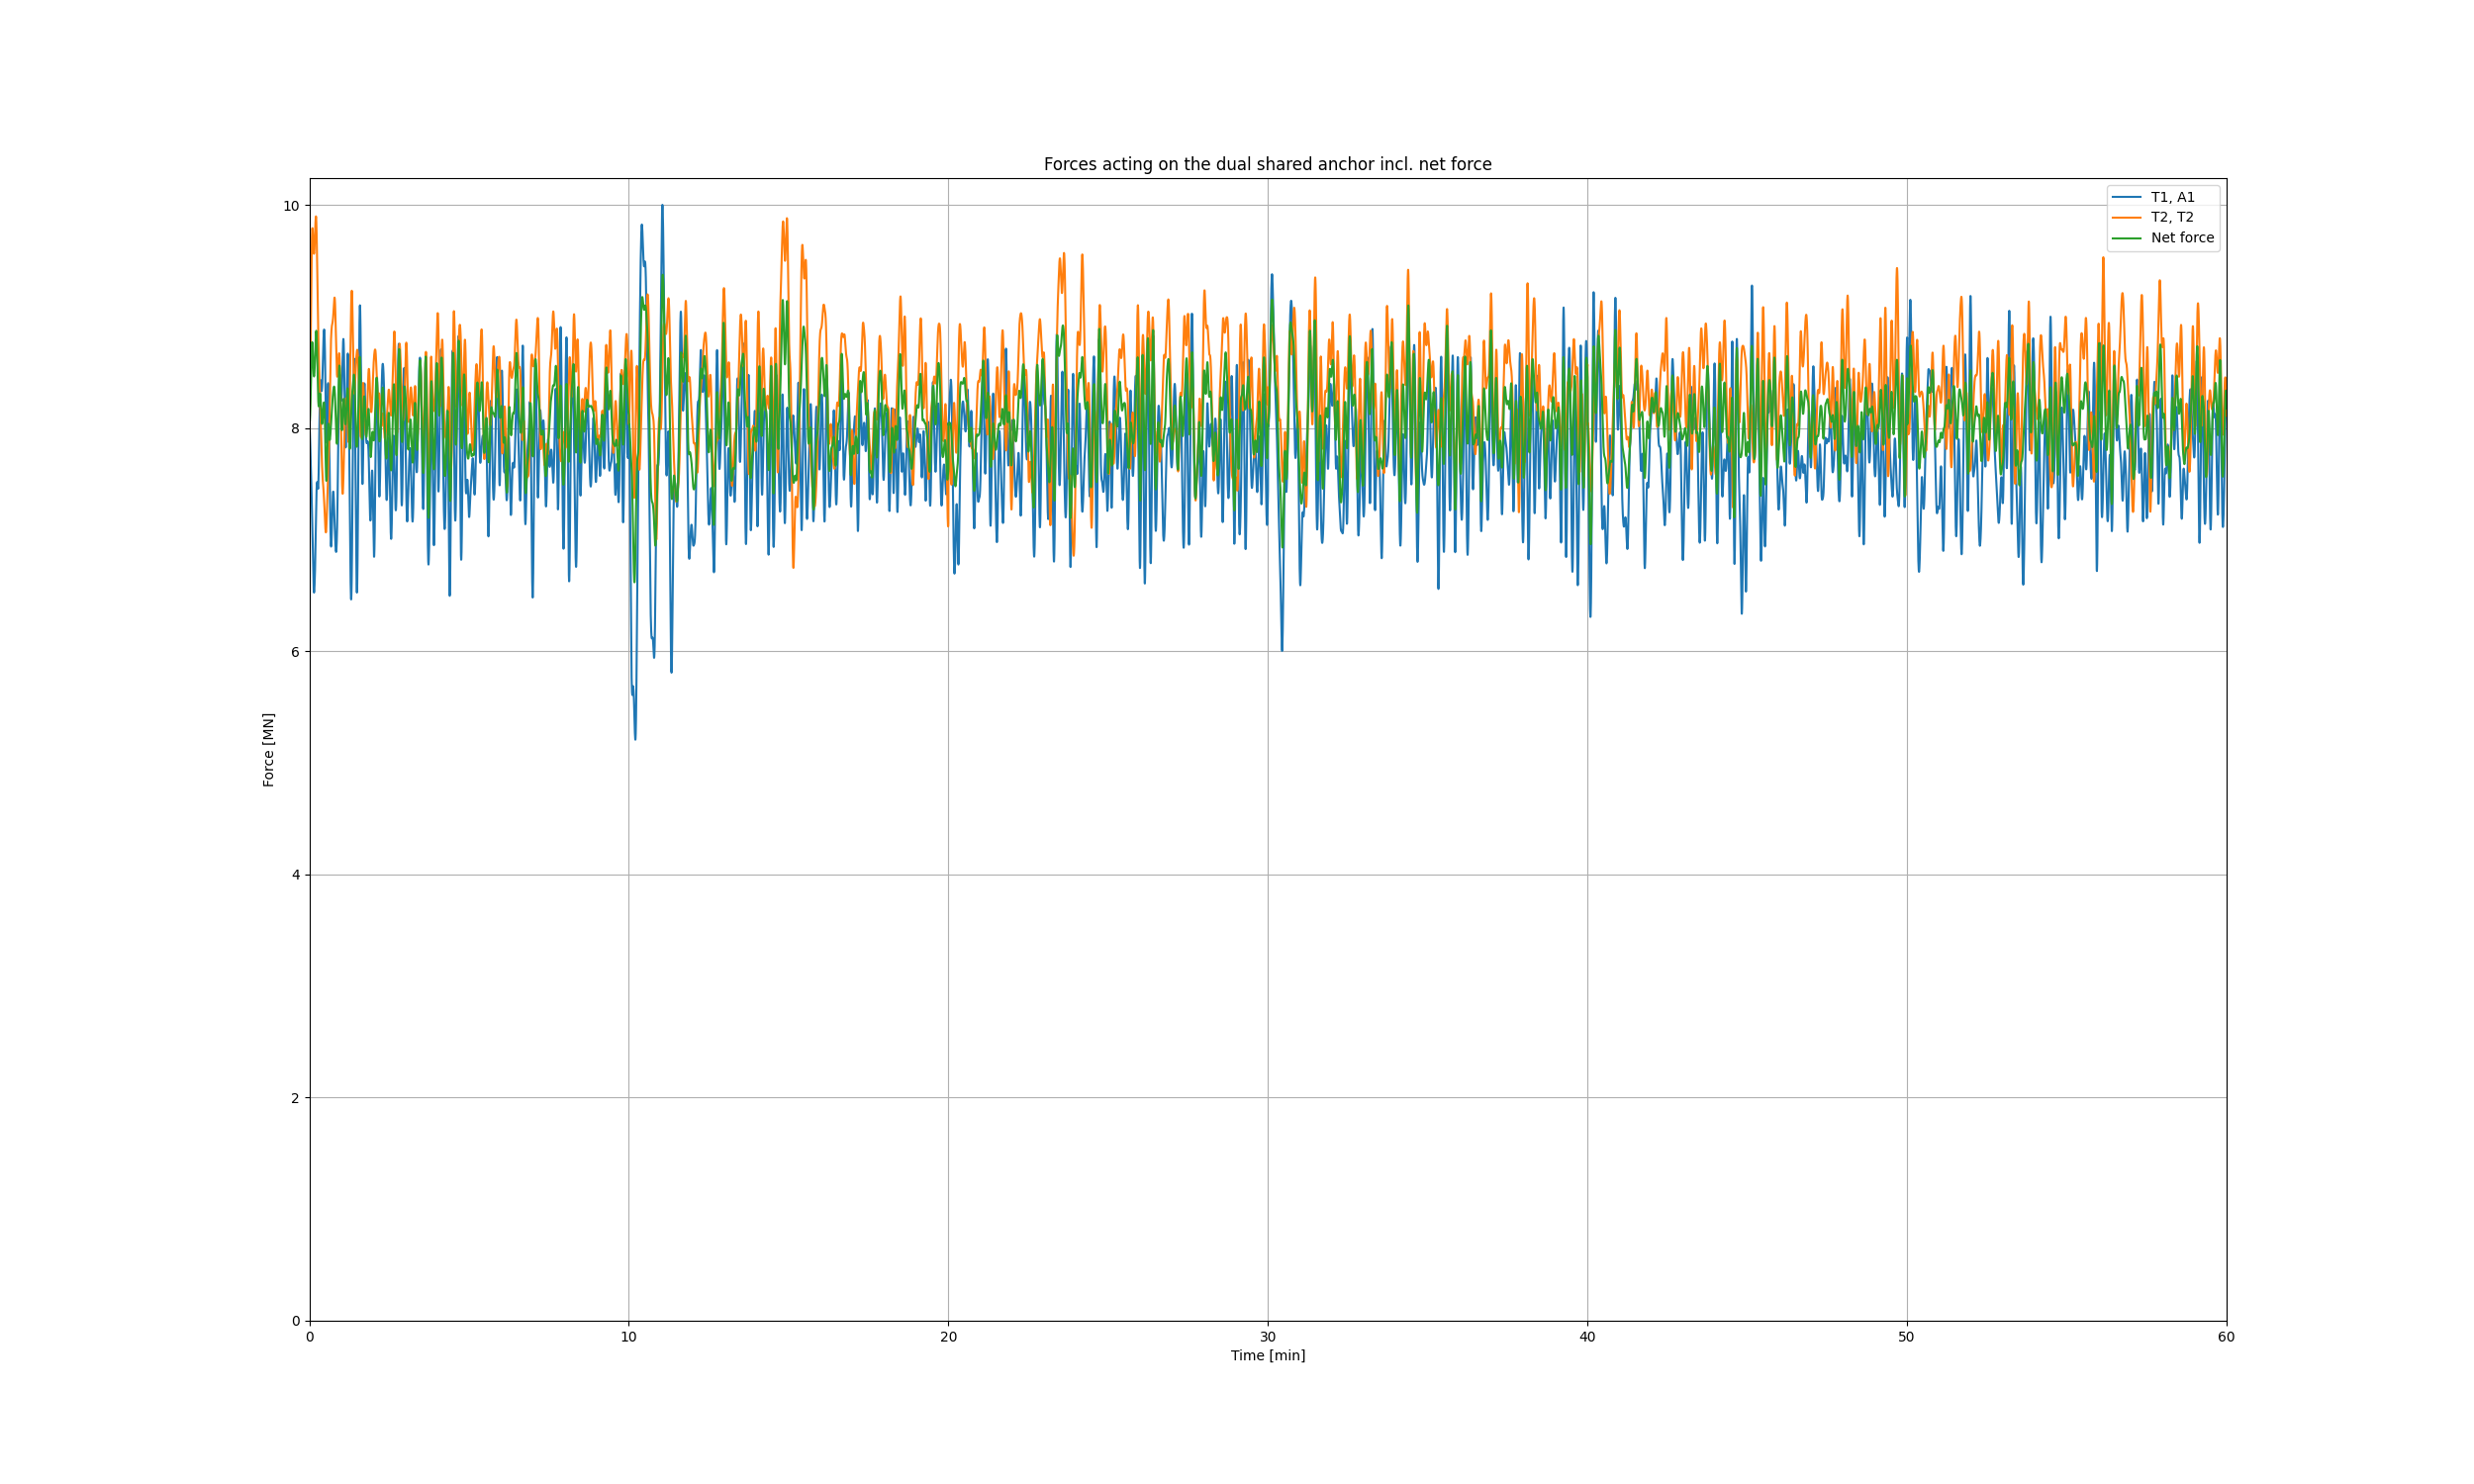 Forces acting on the dual shared anchor incl. net force
T1, A1
T2, T2
Net force
10
8
6
4
2
0
Force [MN]
0 10 20 30 40 50 60
Time [min]